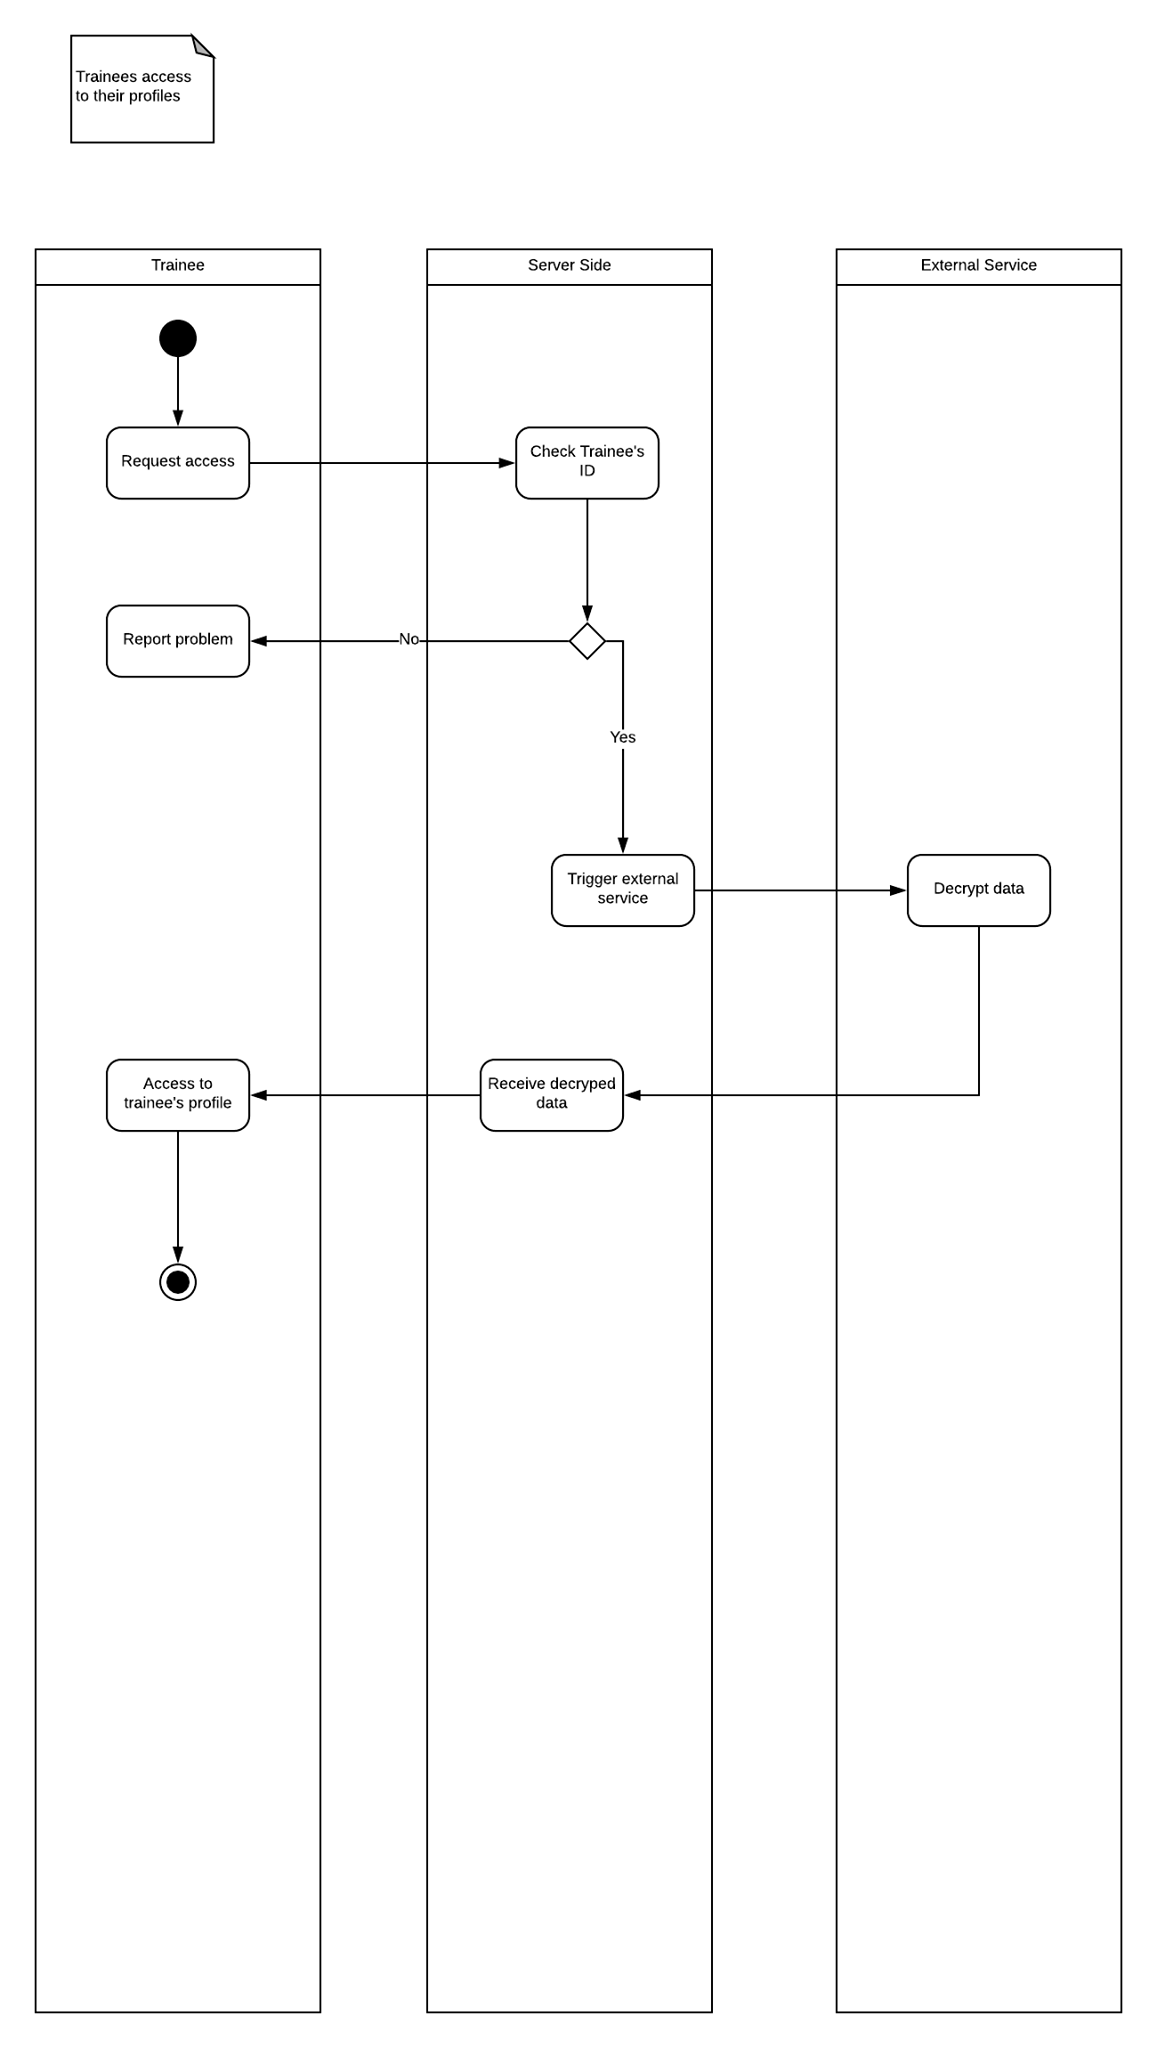 Trainees access
to their profiles
Trainee
Server Side
External Service
Request access
Check Trainee's
ID
Report problem
No
Yes
Trigger external
service
Decrypt data
Access to
trainee's profile
Receive decryped
data